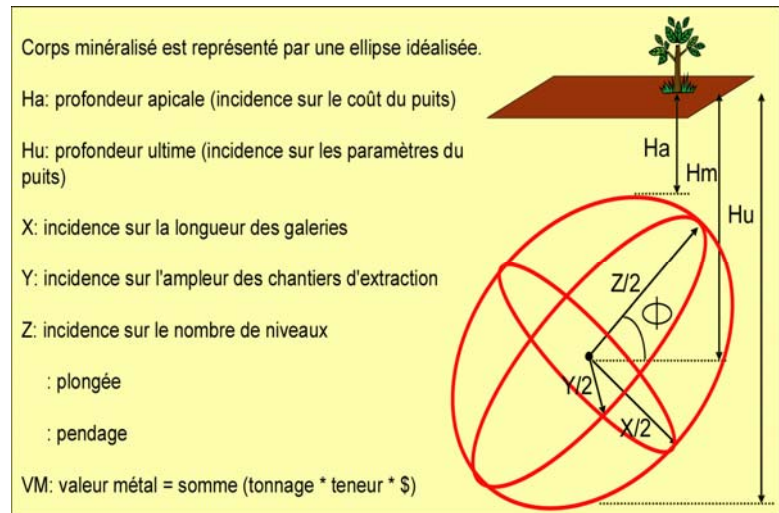 Corps minéralisé est représenté par une ellipse idéalisée.
Ha: profondeur apicale (incidence sur le coût du puits)
Hu: profondeur ultime (incidence sur les paramètres du
puits)
X: incidence sur la longueur des galeries
Y: incidence sur l'ampleur des chantiers d'extraction
Z: incidence sur le nombre de niveaux
: plongée
: pendage
VM: valeur métal = somme (tonnage * teneur * $)
Ha
Hm
Hu
Z/2
Φ
Y/2
X/2